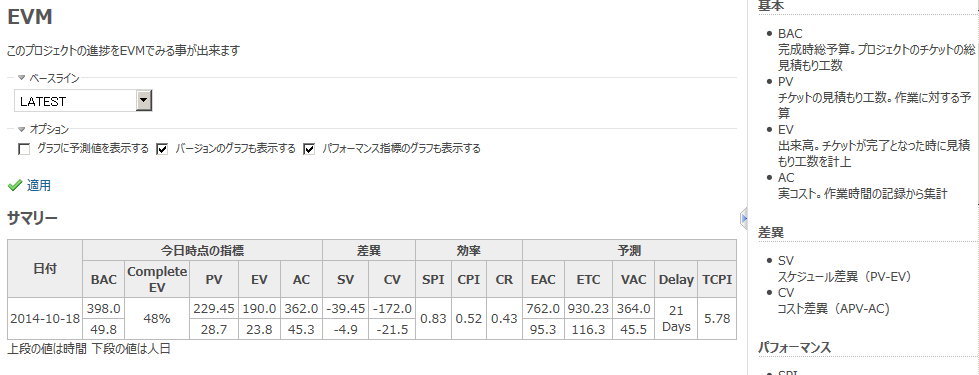 EVM
このプロジェクトの進捗をEVMでみる事が出来ます
ベースライン
LATEST
オプション
グラフに予測値を表示する バージョンのグラフも表示する パフォーマンス指標のグラフも表示する
適用
サマリー
日付 今日時点の指標 差異 効率 予測
BAC Complete EV PV EV AC SV CV SPI CPI CR EAC ETC VAC Delay TCPI
2014-10-18 398.0 48% 229.45 190.0 362.0 -39.45 -172.0 0.83 0.52 0.43 762.0 930.23 364.0 21 Days 5.78
49.8 28.7 23.8 45.3 -4.9 -21.5 95.3 116.3 45.5
上段の値は時間 下段の値は人日
基本
BAC
完成時総予算。プロジェクトのチケットの総
見積もり工数
PV
チケットの見積もり工数。作業に対する予
算
EV
出来高。チケットが完了となった時に見積
もり工数を計上
AC
実コスト。作業時間の記録から集計
差異
SV
スケジュール差異（PV-EV）
CV
コスト差異（APV-AC)
パフォーマンス
SPI